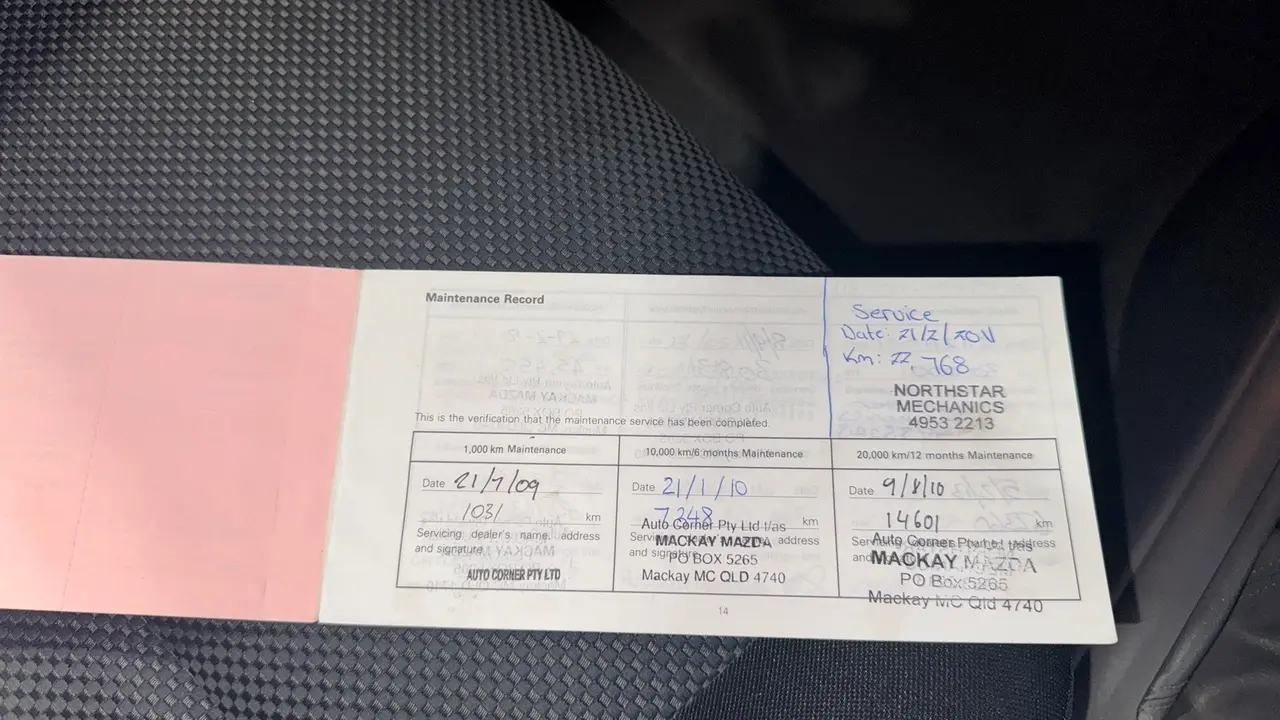 Maintenance Record
Service
Date: 21/2/2011
Km: 22,768
NORTHSTAR
MECHANICS
4953 2213
This is the verification that the maintenance service has been completed.
1,000 km Maintenance
Date 21/7/09
1031 km
Servicing dealer's name, address
and signature
AUTO CORNER PTY LTD
10,000 km/6 months Maintenance
Date 21/1/10
7348 km
Auto Corner Pty Ltd t/as
address
and signature
MACKAY MAZDA
PO BOX 5265
Mackay MC QLD 4740
20,000 km/12 months Maintenance
Date 9/8/10
14601 km
Auto Corner Pty Ltd t/as
address
MACKAY MAZDA
PO Box 5265
Mackay MC Qld 4740
14